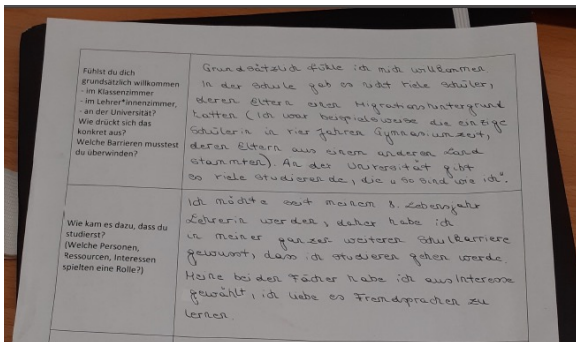 Fühlst du dich
grundsätzlich willkommen
- im Klassenzimmer
- im Lehrer*innenzimmer,
- an der Universität?
Wie drückt sich das
konkret aus?
Welche Barrieren musstest
du überwinden?
Grundsätzlich fühle ich mich willkommen.
In der Schule gab es nicht viele Schüler,
deren Eltern einen Migrationshintergrund
hatten (Ich war beispielsweise die einzige
Schülerin in vier Jahren Gymnasiumzeit,
deren Eltern aus einem anderen Land
stammten). An der Universität gibt
es viele Studierende, die „so sind wie ich".
Wie kam es dazu, dass du
studierst?
(Welche Personen,
Ressourcen, Interessen
spielten eine Rolle?)
Ich möchte seit meinem 8. Lebensjahr
Lehrerin werden, daher habe ich
in meiner ganzen weiteren Schulkarriere
gewusst, dass ich studieren gehen werde.
Meine beiden Fächer habe ich aus Interesse
gewählt, ich liebe es Fremdsprachen zu
lernen.